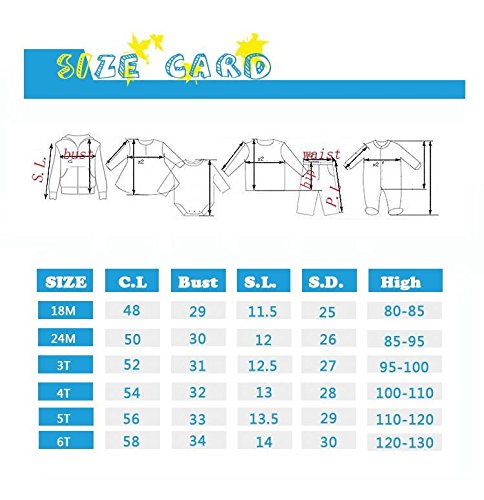 SIZE CARD
S.L. bust x2 x2 waist
hip P.L
SIZE C.L Bust S.L. S.D. High
18M 48 29 11.5 25 80-85
24M 50 30 12 26 85-95
3T 52 31 12.5 27 95-100
4T 54 32 13 28 100-110
5T 56 33 13.5 29 110-120
6T 58 34 14 30 120-130